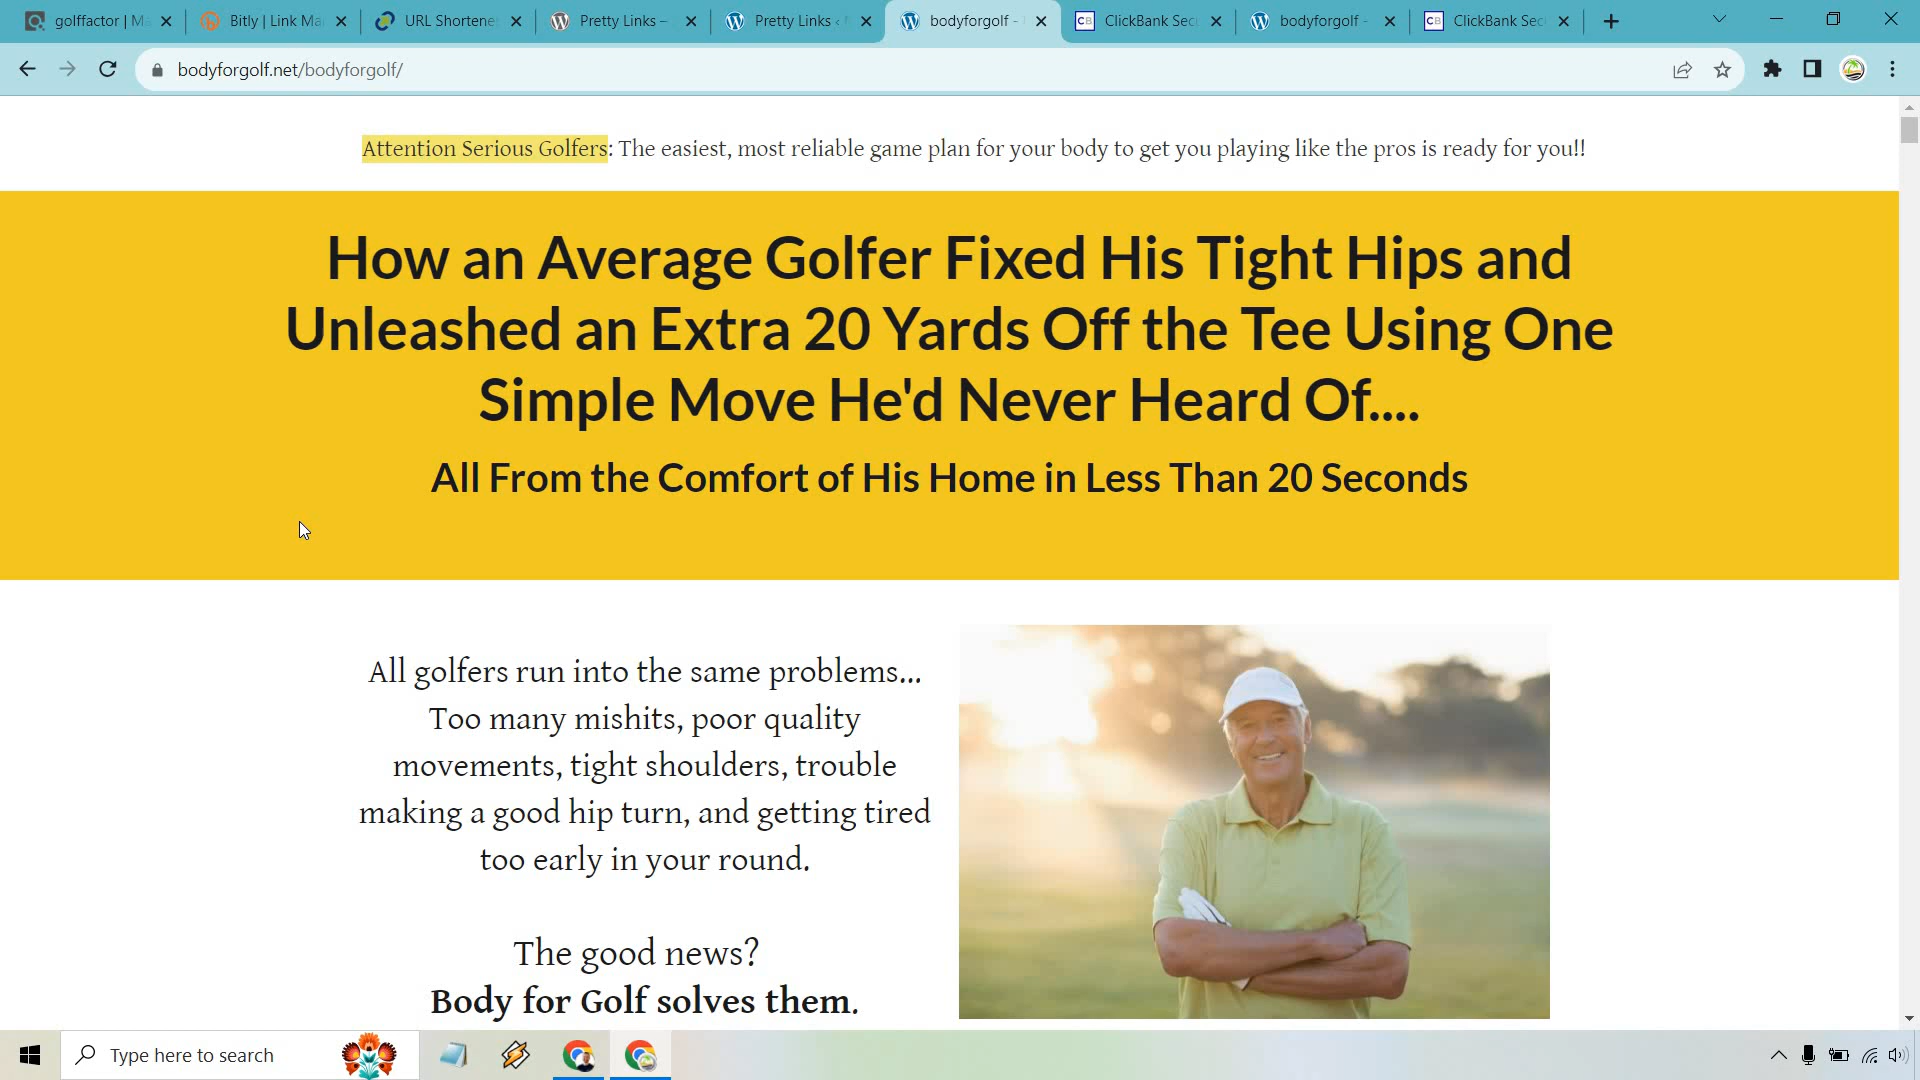 golffactor | Ma
Bitly | Link Ma
URL Shortene
Pretty Links –
Pretty Links ‹
bodyforgolf -
CB ClickBank Sec
bodyforgolf -
CB ClickBank Sec
bodyforgolf.net/bodyforgolf/
Attention Serious Golfers: The easiest, most reliable game plan for your body to get you playing like the pros is ready for you!!
How an Average Golfer Fixed His Tight Hips and
Unleashed an Extra 20 Yards Off the Tee Using One
Simple Move He'd Never Heard Of....
All From the Comfort of His Home in Less Than 20 Seconds
All golfers run into the same problems...
Too many mishits, poor quality
movements, tight shoulders, trouble
making a good hip turn, and getting tired
too early in your round.
The good news?
Body for Golf solves them.
Type here to search